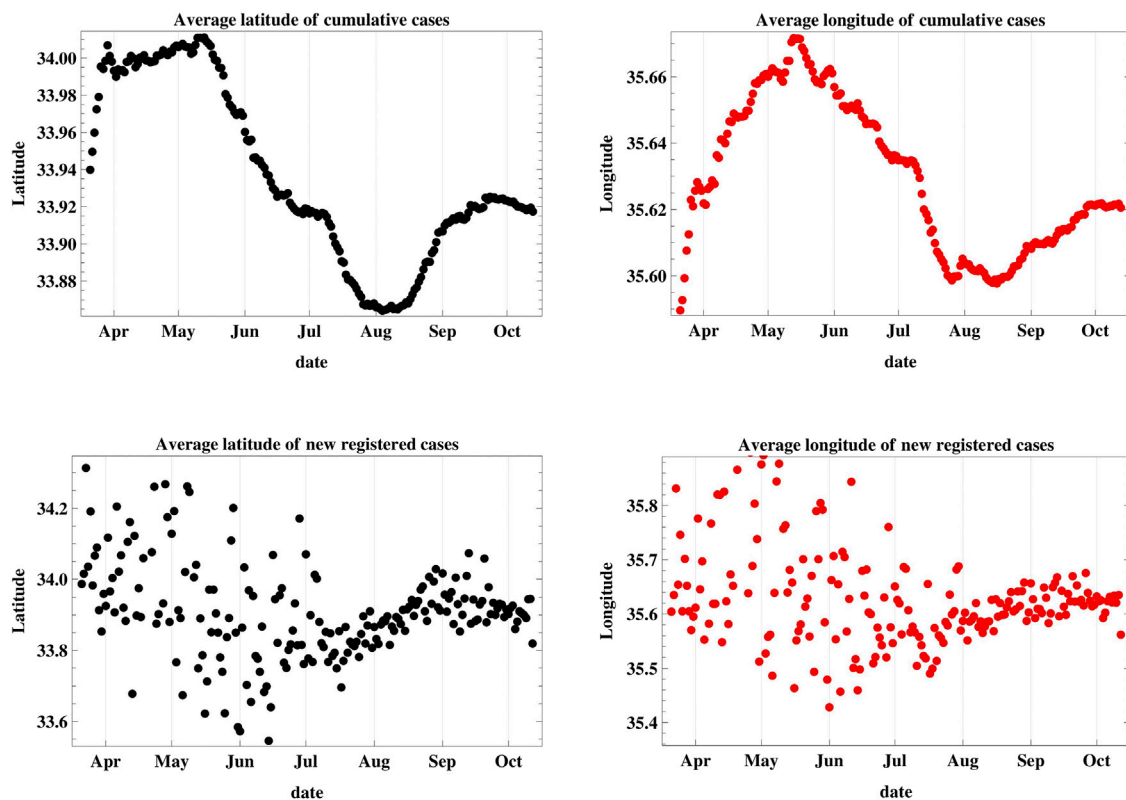 Average latitude of cumulative cases
34.00
33.98
33.96
33.94
33.92
33.90
33.88
Latitude
Apr May Jun Jul Aug Sep Oct
date
Average longitude of cumulative cases
35.66
35.64
35.62
35.60
Longitude
Apr May Jun Jul Aug Sep Oct
date
Average latitude of new registered cases
34.2
34.0
33.8
33.6
Latitude
Apr May Jun Jul Aug Sep Oct
date
Average longitude of new registered cases
35.8
35.7
35.6
35.5
35.4
Longitude
Apr May Jun Jul Aug Sep Oct
date